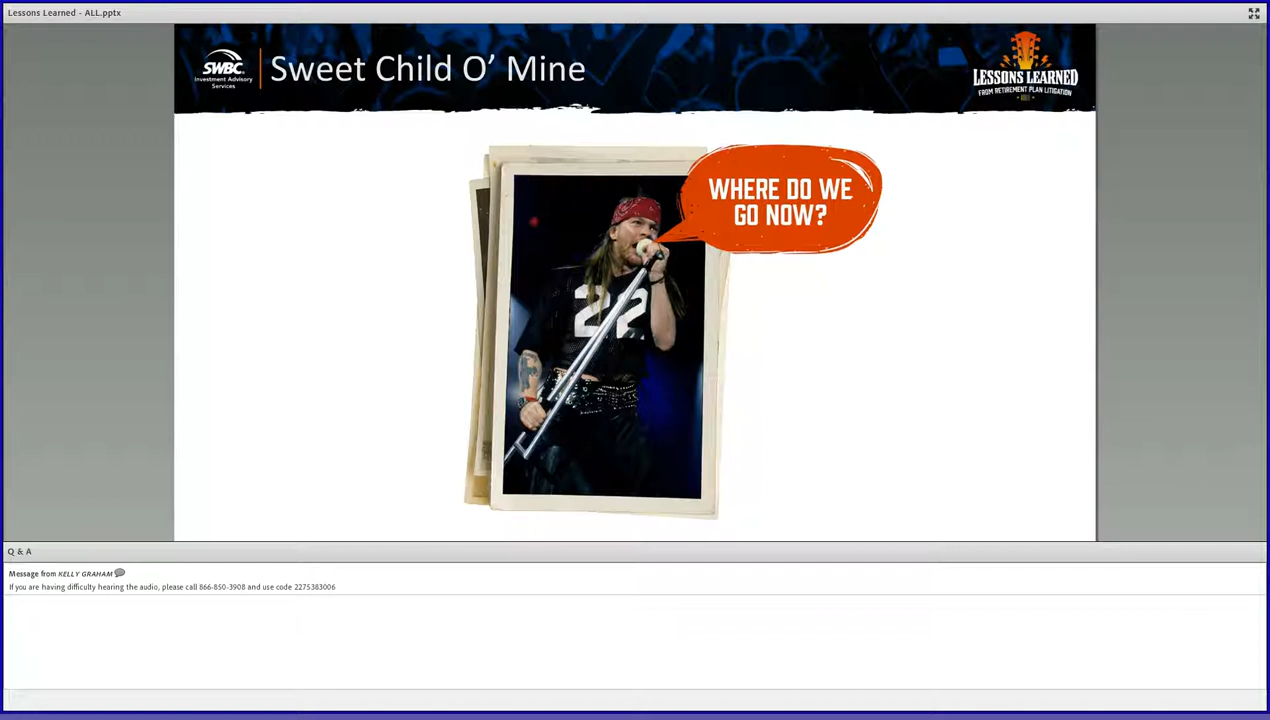 Lessons Learned - ALL.pptx
SWBC
Investment Advisory
Services
Sweet Child O’ Mine
LESSONS LEARNED
FROM RETIREMENT PLAN LITIGATION
WHERE DO WE
GO NOW?
22
Q & A
Message from KELLY GRAHAM
If you are having difficulty hearing the audio, please call 866-850-3908 and use code 2275383006